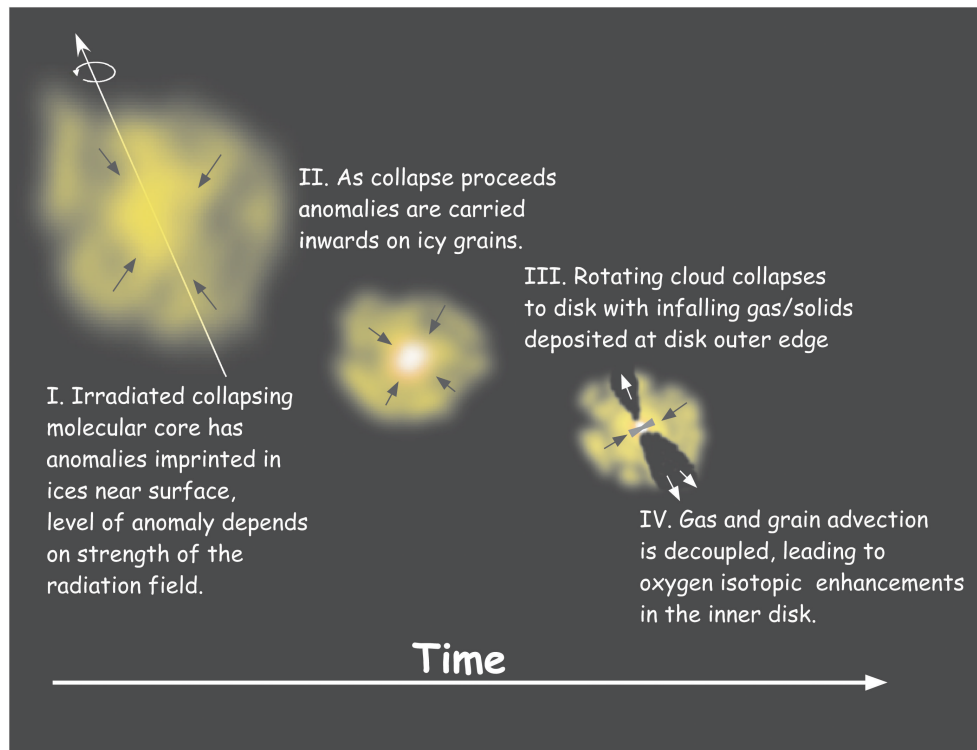 II. As collapse proceeds
anomalies are carried
inwards on icy grains.
III. Rotating cloud collapses
to disk with infalling gas/solids
deposited at disk outer edge
I. Irradiated collapsing
molecular core has
anomalies imprinted in
ices near surface,
level of anomaly depends
on strength of the
radiation field.
IV. Gas and grain advection
is decoupled, leading to
oxygen isotopic enhancements
in the inner disk.
Time